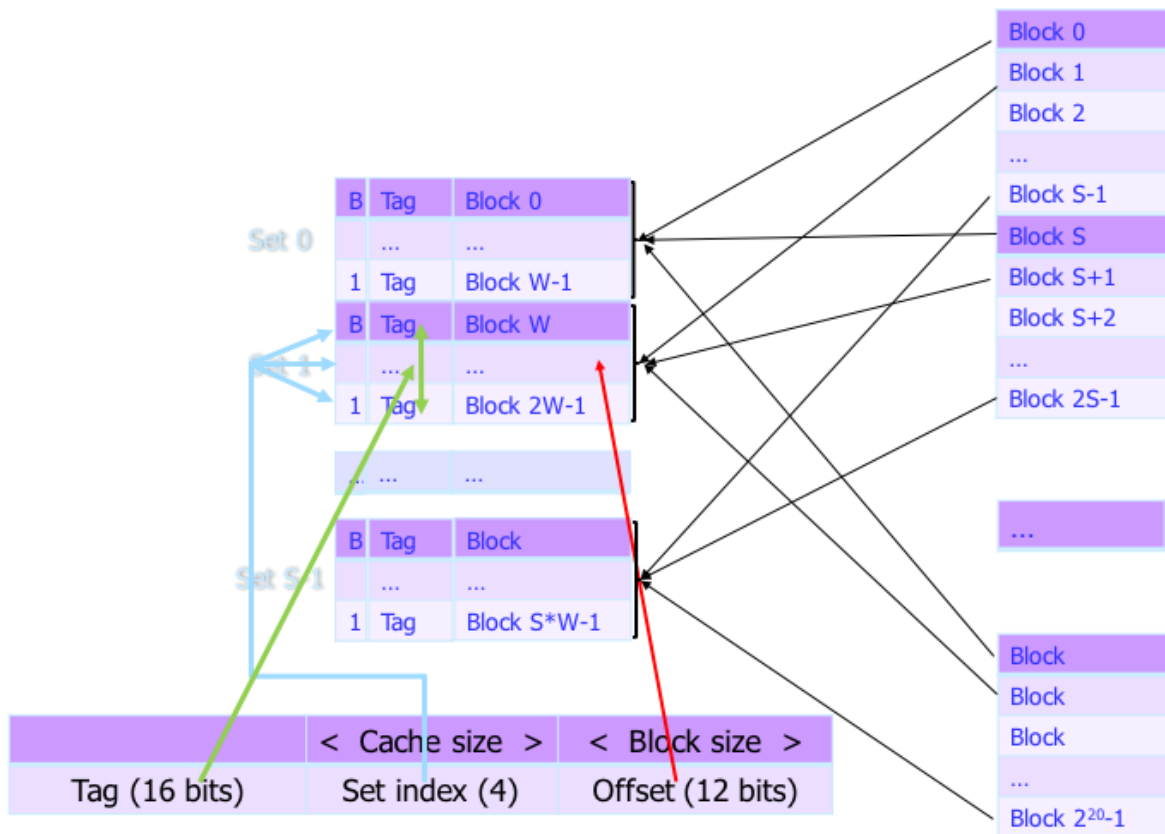 Block 0
Block 1
Block 2
...
Block S-1
Block S
Block S+1
Block S+2
...
Block 2S-1
...
Block
Block
Block
...
Block 2²⁰-1
Set 0
B Tag Block 0
... ...
1 Tag Block W-1
Set 1
B Tag Block W
... ...
1 Tag Block 2W-1
... ... ...
Set S-1
B Tag Block
... ...
1 Tag Block S*W-1
< Cache size > < Block size >
Tag (16 bits) Set index (4) Offset (12 bits)